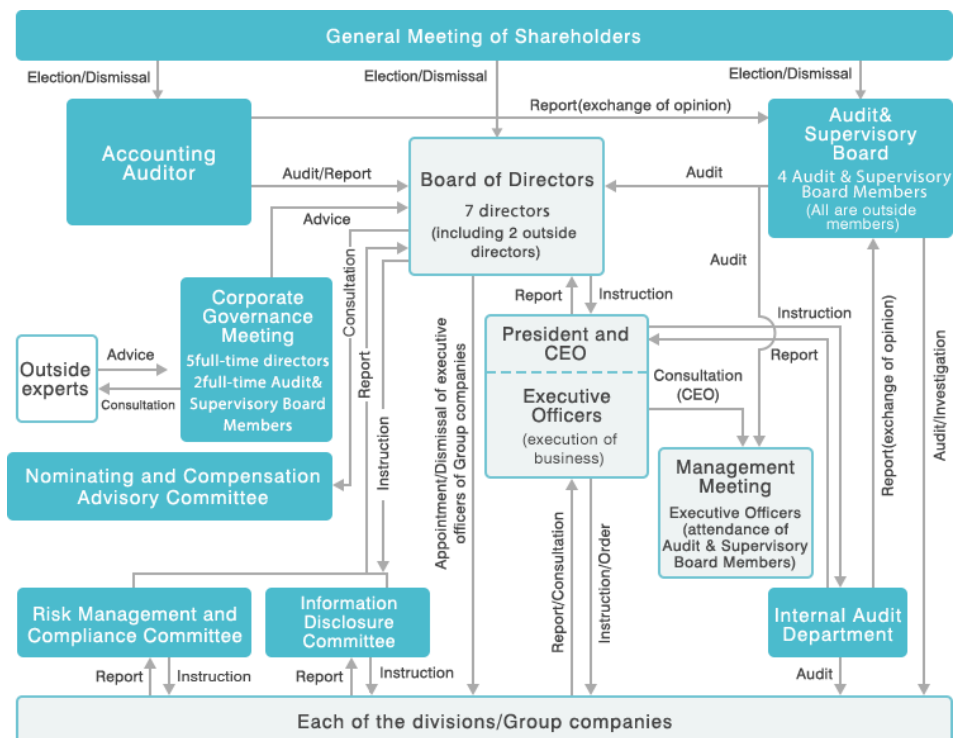 General Meeting of Shareholders
Election/Dismissal
Election/Dismissal
Election/Dismissal
Accounting
Auditor
Report(exchange of opinion)
Audit&
Supervisory
Board
4 Audit & Supervisory
Board Members
(All are outside
members)
Audit/Report
Board of Directors
7 directors
(including 2 outside
directors)
Audit
Advice
Audit
Consultation
Corporate
Governance
Meeting
5full-time directors
2full-time Audit&
Supervisory Board
Members
Outside
experts
Advice
Consultation
Report
Instruction
Report
Instruction
President and
CEO
Executive
Officers
(execution of
business)
Instruction
Report
Consultation
(CEO)
Appointment/Dismissal of executive
officers of Group companies
Nominating and Compensation
Advisory Committee
Management
Meeting
Executive Officers
(attendance of
Audit & Supervisory
Board Members)
Report(exchange of opinion)
Audit/Investigation
Report/Consultation
Instruction/Order
Risk Management and
Compliance Committee
Information
Disclosure
Committee
Internal Audit
Department
Report
Instruction
Report
Instruction
Audit
Each of the divisions/Group companies